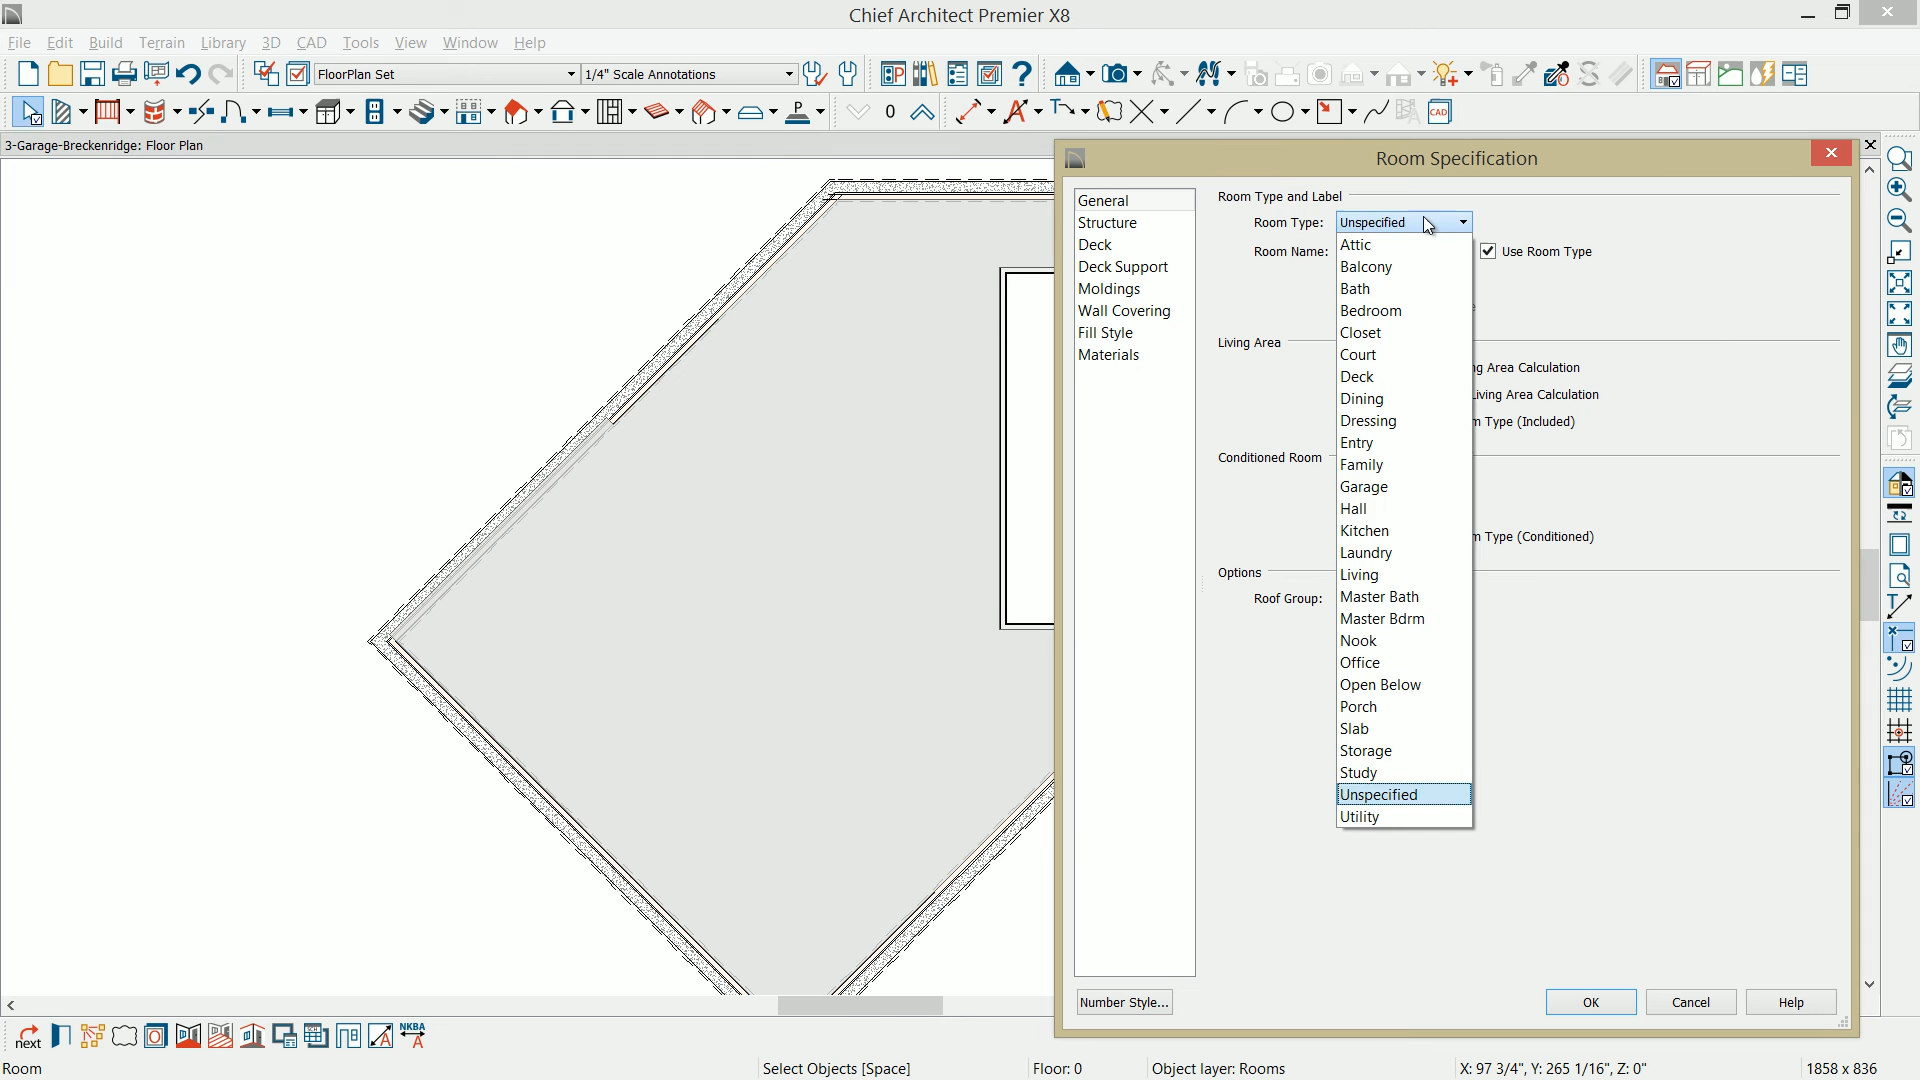 Chief Architect Premier X8
File Edit Build Terrain Library 3D CAD Tools View Window Help
FloorPlan Set 1/4" Scale Annotations
0 CAD
3-Garage-Breckenridge: Floor Plan
Room Specification
General
Structure
Deck
Deck Support
Moldings
Wall Covering
Fill Style
Materials
Room Type and Label
Room Type: Unspecified
Room Name: Use Room Type
Attic
Balcony
Bath
Bedroom
Closet
Court
Deck
Dining
Dressing
Entry
Family
Garage
Hall
Kitchen
Laundry
Living
Master Bath
Master Bdrm
Nook
Office
Open Below
Porch
Slab
Storage
Study
Unspecified
Utility
Living Area
Area Calculation
Living Area Calculation
Type (Included)
Conditioned Room
Type (Conditioned)
Options
Roof Group:
Number Style... OK Cancel Help
next NKBA
Room Select Objects [Space] Floor: 0 Object layer: Rooms X: 97 3/4", Y: 265 1/16", Z: 0" 1858 x 836